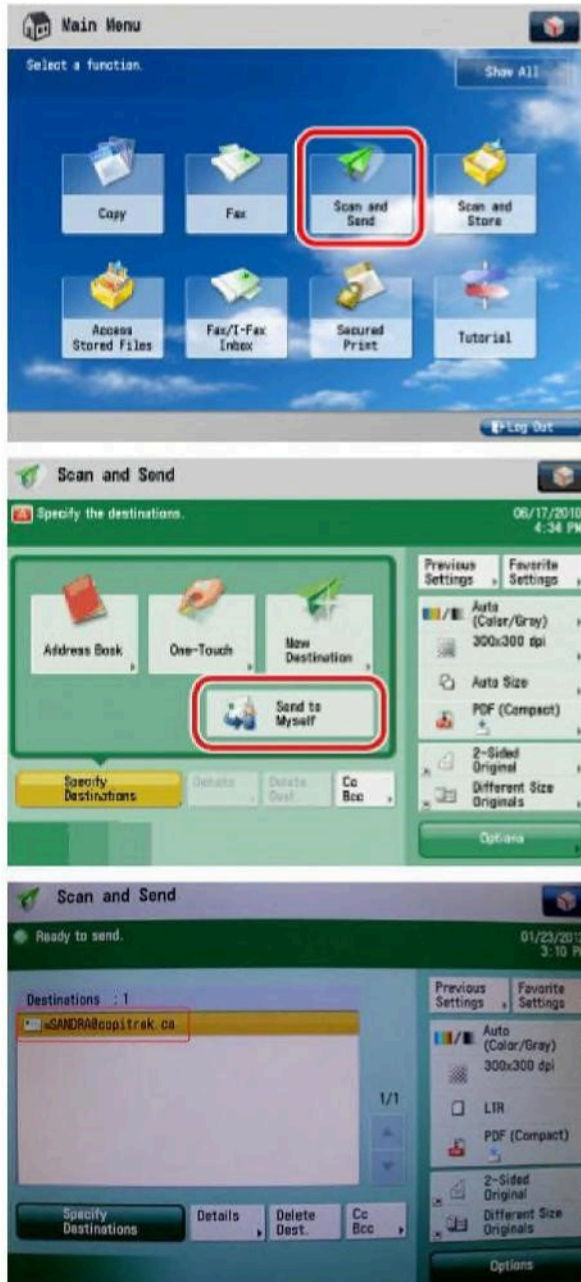 Main Menu
Select a function.
Show All
Copy
Fax
Scan and
Send
Scan and
Store
Access
Stored Files
Fax/I-Fax
Inbox
Secured
Print
Tutorial
Log Out
Scan and Send
Specify the destinations.
06/17/2010
4:34 PM
Previous
Settings
Favorite
Settings
Address Book
One-Touch
New
Destination
Send to
Myself
Auto
(Color/Gray)
300x300 dpi
Auto Size
PDF (Compact)
2-Sided
Original
Different Size
Originals
Specify
Destinations
Details
Delete
Dest.
Cc
Bcc
Options
Scan and Send
Ready to send.
3:10
Destinations : 1
SANDRA@copitrak.ca
1/1
Previous
Settings
Favorite
Settings
Auto
(Color/Gray)
300x300 dpi
LTR
PDF (Compact)
2-Sided
Original
Different Size
Originals
Specify
Destinations
Details
Delete
Dest.
Cc
Bcc
Options